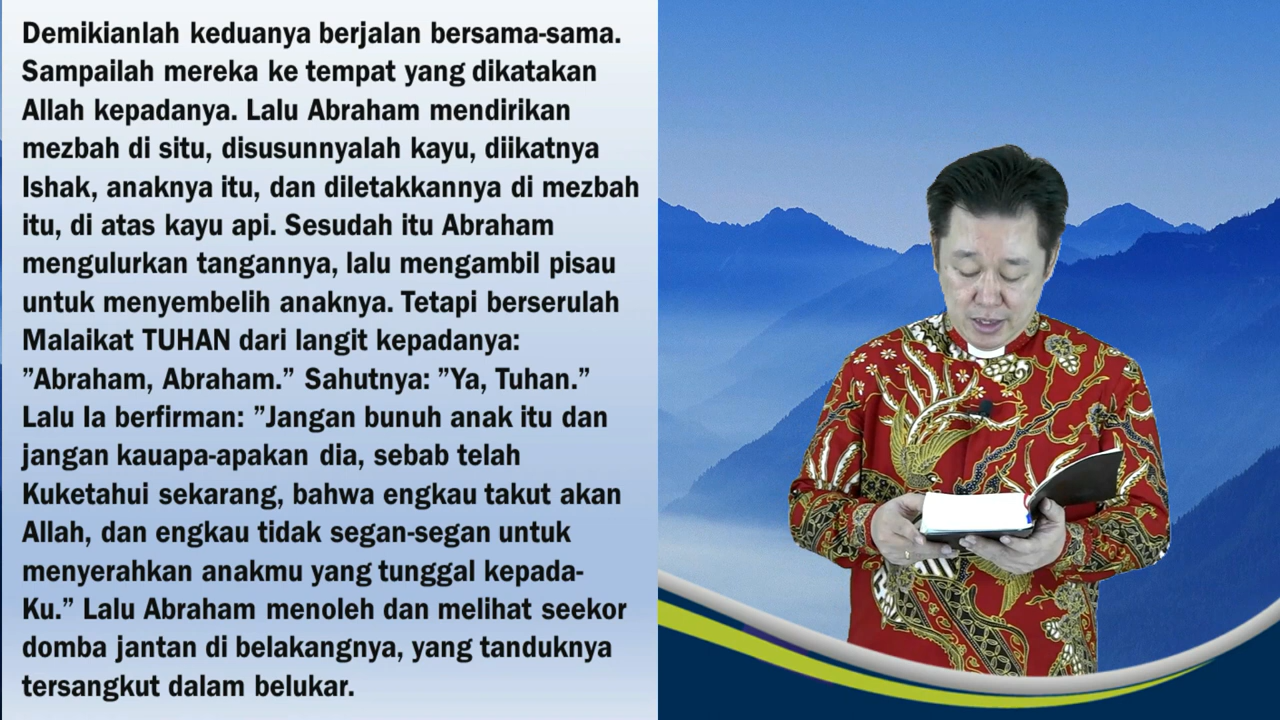 Demikianlah keduanya berjalan bersama-sama.
Sampailah mereka ke tempat yang dikatakan
Allah kepadanya. Lalu Abraham mendirikan
mezbah di situ, disusunnyalah kayu, diikatnya
Ishak, anaknya itu, dan diletakkannya di mezbah
itu, di atas kayu api. Sesudah itu Abraham
mengulurkan tangannya, lalu mengambil pisau
untuk menyembelih anaknya. Tetapi berserulah
Malaikat TUHAN dari langit kepadanya:
”Abraham, Abraham.” Sahutnya: ”Ya, Tuhan.”
Lalu Ia berfirman: ”Jangan bunuh anak itu dan
jangan kauapa-apakan dia, sebab telah
Kuketahui sekarang, bahwa engkau takut akan
Allah, dan engkau tidak segan-segan untuk
menyerahkan anakmu yang tunggal kepada-
Ku.” Lalu Abraham menoleh dan melihat seekor
domba jantan di belakangnya, yang tanduknya
tersangkut dalam belukar.